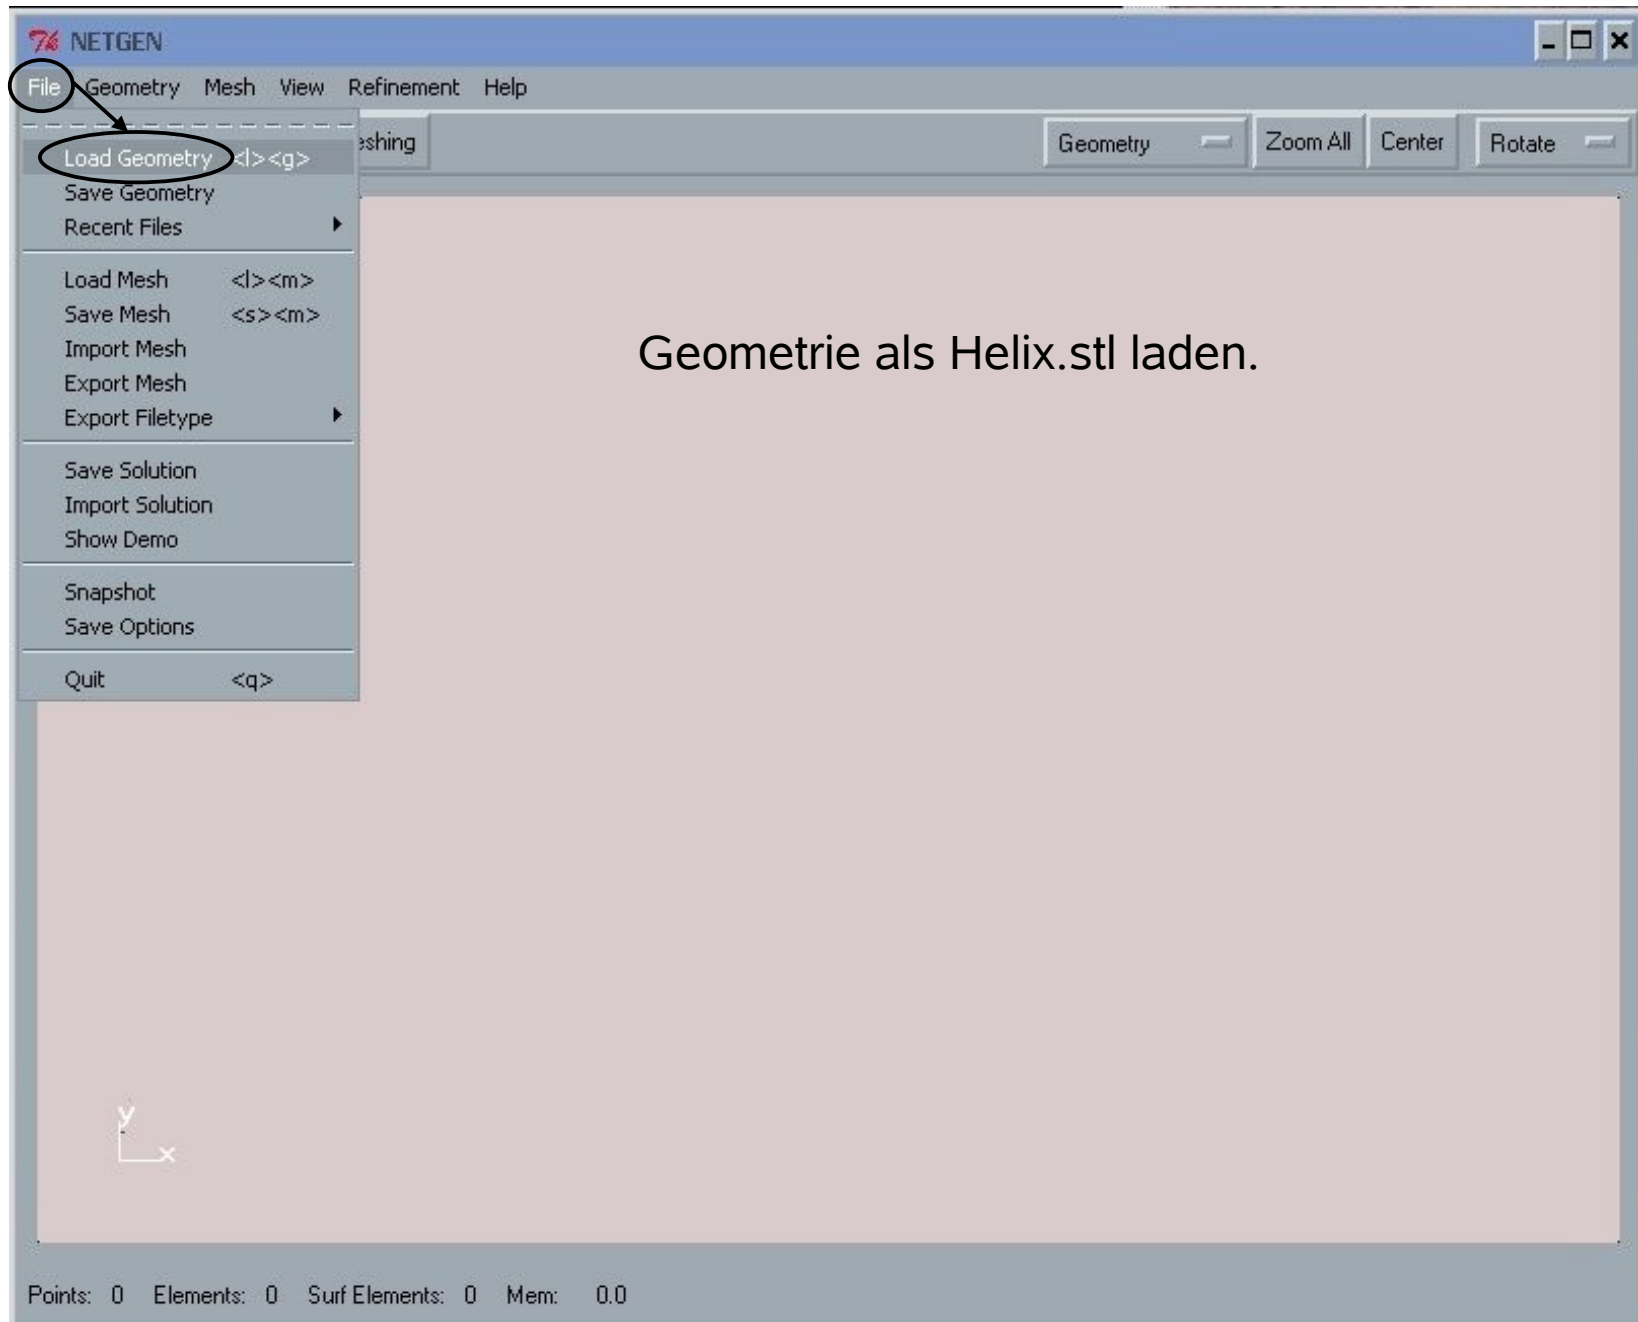 NETGEN
File Geometry Mesh View Refinement Help
eshing Geometry Zoom All Center Rotate
Load Geometry <l><g>
Save Geometry
Recent Files
Load Mesh <l><m>
Save Mesh <s><m>
Import Mesh
Export Mesh
Export Filetype
Save Solution
Import Solution
Show Demo
Snapshot
Save Options
Quit <q>
Geometrie als Helix.stl laden.
y
x
Points: 0 Elements: 0 Surf Elements: 0 Mem: 0.0